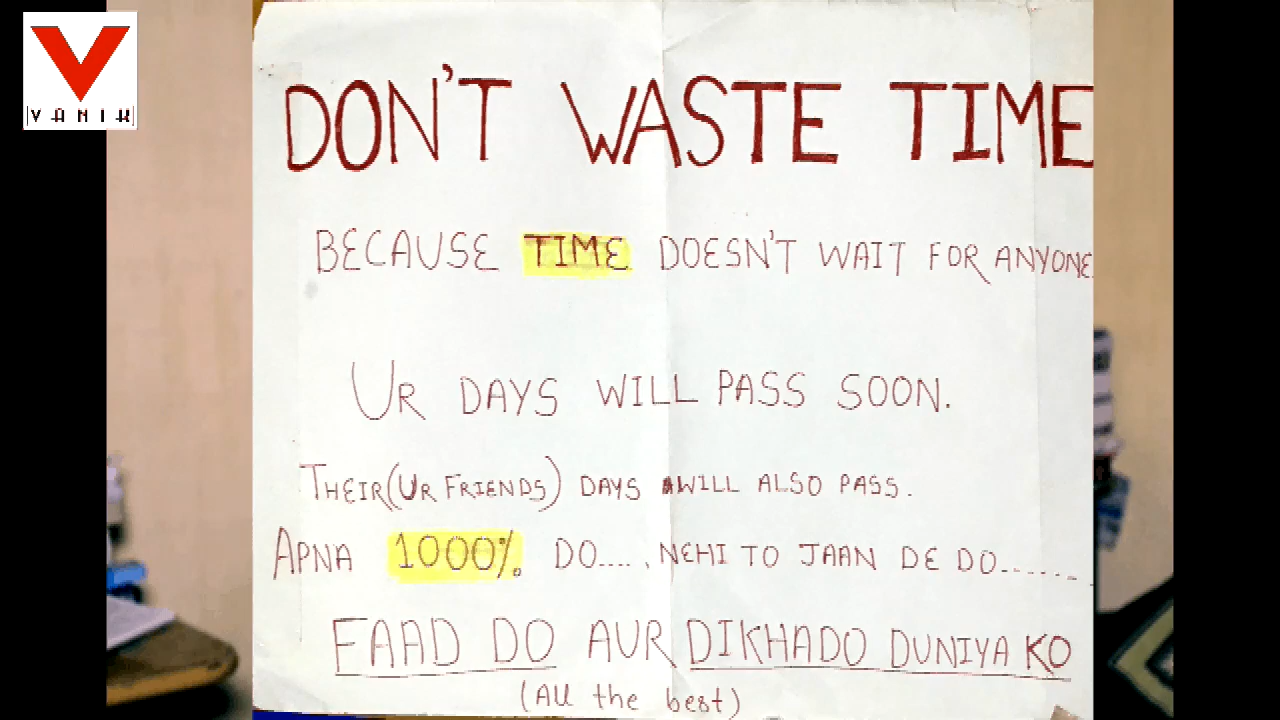 VANIK
DON'T WASTE TIME
BECAUSE TIME DOESN'T WAIT FOR ANYONE
UR DAYS WILL PASS SOON.
THEIR(UR FRIENDS) DAYS WILL ALSO PASS.
APNA 1000% DO...., NEHI TO JAAN DE DO.......
FAAD DO AUR DIKHADO DUNIYA KO
(All the best)